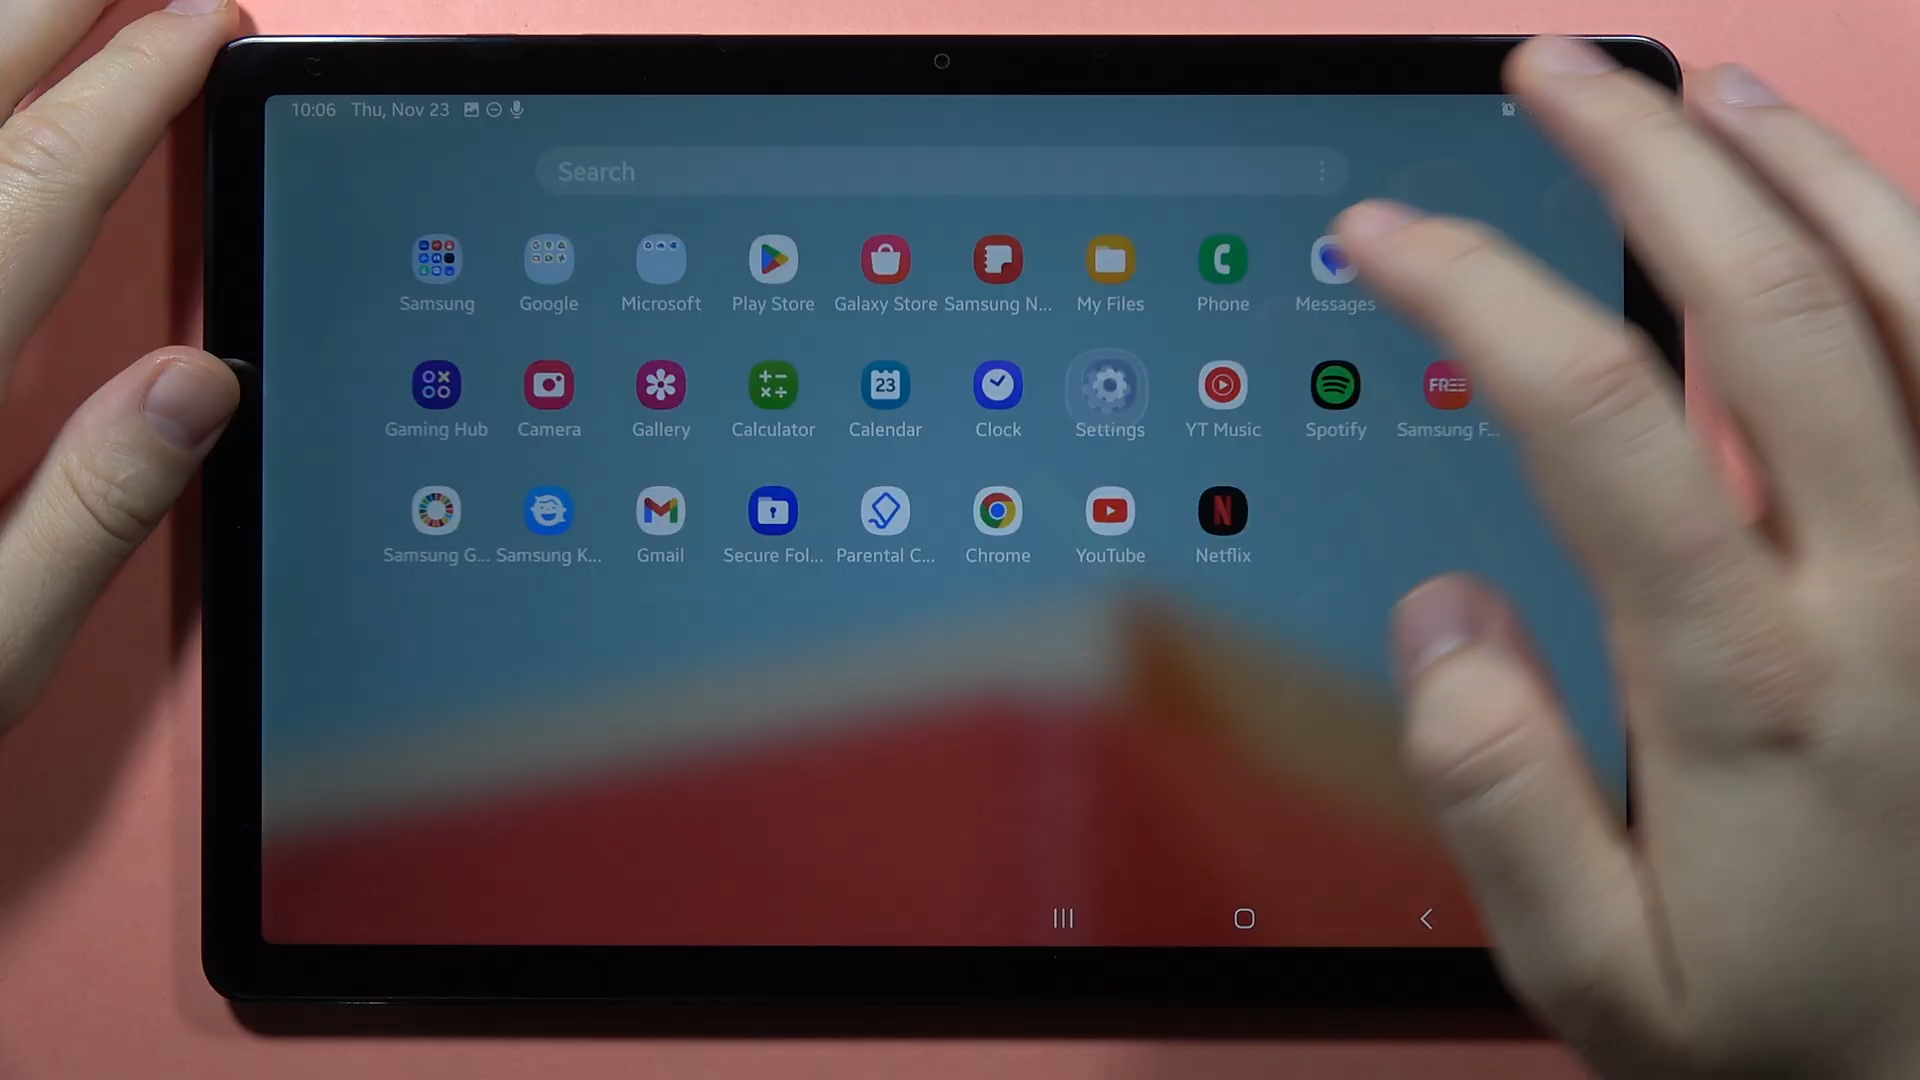 10:06 Thu, Nov 23
Search
Samsung Google Microsoft Play Store Galaxy Store Samsung N... My Files Phone Messages
23
FREE
Gaming Hub Camera Gallery Calculator Calendar Clock Settings YT Music Spotify Samsung F...
N
Samsung G... Samsung K... Gmail Secure Fol... Parental C... Chrome YouTube Netflix